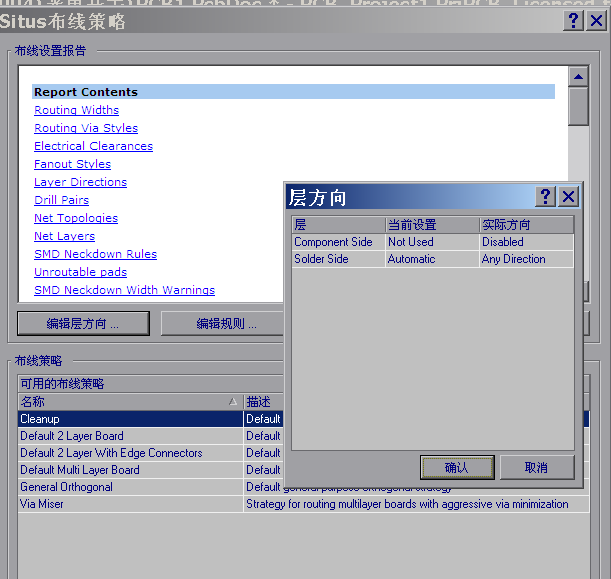 Situs布线策略
布线设置报告
Report Contents
Routing Widths
Routing Via Styles
Electrical Clearances
Fanout Styles
Layer Directions
Drill Pairs
Net Topologies
Net Layers
SMD Neckdown Rules
Unroutable pads
SMD Neckdown Width Warnings
编辑层方向 ...
编辑规则 ...
层方向
层 当前设置 实际方向
Component Side Not Used Disabled
Solder Side Automatic Any Direction
确认 取消
布线策略
可用的布线策略
名称 描述
Cleanup Default
Default 2 Layer Board Default
Default 2 Layer With Edge Connectors Default
Default Multi Layer Board Default
General Orthogonal Default general purpose orthogonal strategy
Via Miser Strategy for routing multilayer boards with aggressive via minimization